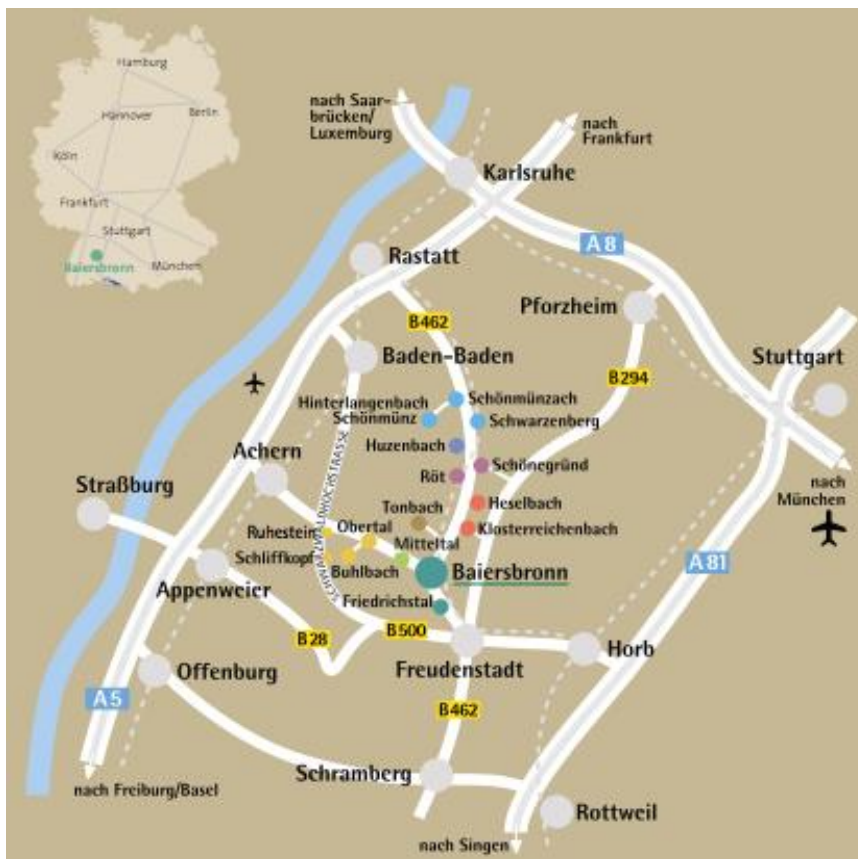 Hamburg
Hannover
Berlin
Köln
Frankfurt
Stuttgart
Baiersbronn
München
nach Saar-
brücken/
Luxemburg
nach
Frankfurt
Karlsruhe
A 8
Rastatt
Pforzheim
B462
Stuttgart
Baden-Baden
B294
Hinterlangenbach
Schönmünzach
Schönmünz
Schwarzenberg
Huzenbach
Achern
Schönegründ
Röt
nach
München
Straßburg
SCHWARZWALDHOCHSTRASSE
Heselbach
Tonbach
Obertal
Klosterreichenbach
Ruhestein
Mitteltal
Schliffkopf
Buhlbach
Baiersbronn
A 81
Appenweier
Friedrichstal
B28
B500
Horb
Offenburg
Freudenstadt
A 5
B462
Schramberg
nach Freiburg/Basel
Rottweil
nach Singen